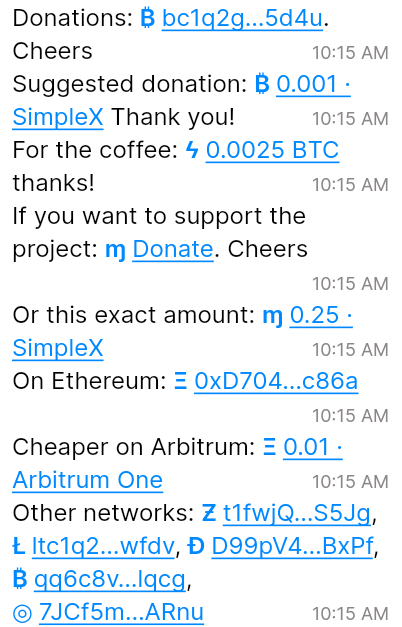 Donations: ₿ bc1q2g...5d4u.
Cheers 10:15 AM
Suggested donation: ₿ 0.001 ·
SimpleX Thank you! 10:15 AM
For the coffee: ϟ 0.0025 BTC
thanks! 10:15 AM
If you want to support the
project: ɱ Donate. Cheers
10:15 AM
Or this exact amount: ɱ 0.25 ·
SimpleX 10:15 AM
On Ethereum: Ξ 0xD704...c86a
10:15 AM
Cheaper on Arbitrum: Ξ 0.01 ·
Arbitrum One 10:15 AM
Other networks: Ƶ t1fwjQ...S5Jg,
Ł ltc1q2...wfdv, Ð D99pV4...BxPf,
₿ qq6c8v...lqcg,
◎ 7JCf5m...ARnu 10:15 AM